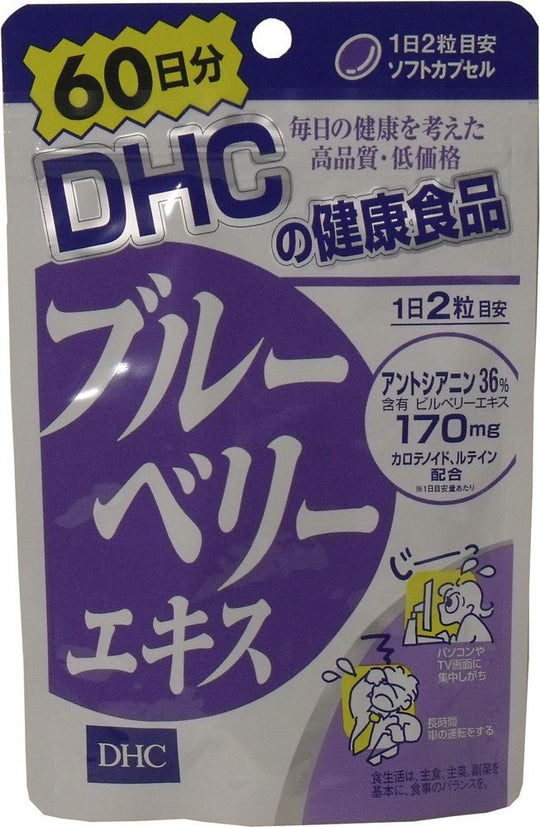 60日分
1日2粒目安
ソフトカプセル
毎日の健康を考えた
高品質・低価格
DHC
の健康食品
1日2粒目安
ブルー
ベリー
エキス
アントシアニン36%
含有 ビルベリーエキス
170mg
カロテノイド、ルテイン
配合
※1日目安量あたり
じーっ
パソコンや
TV画面に
集中しがち
長時間
車の運転をする
DHC
食生活は、主食、主菜、副菜を
基本に、食事のバランスを。